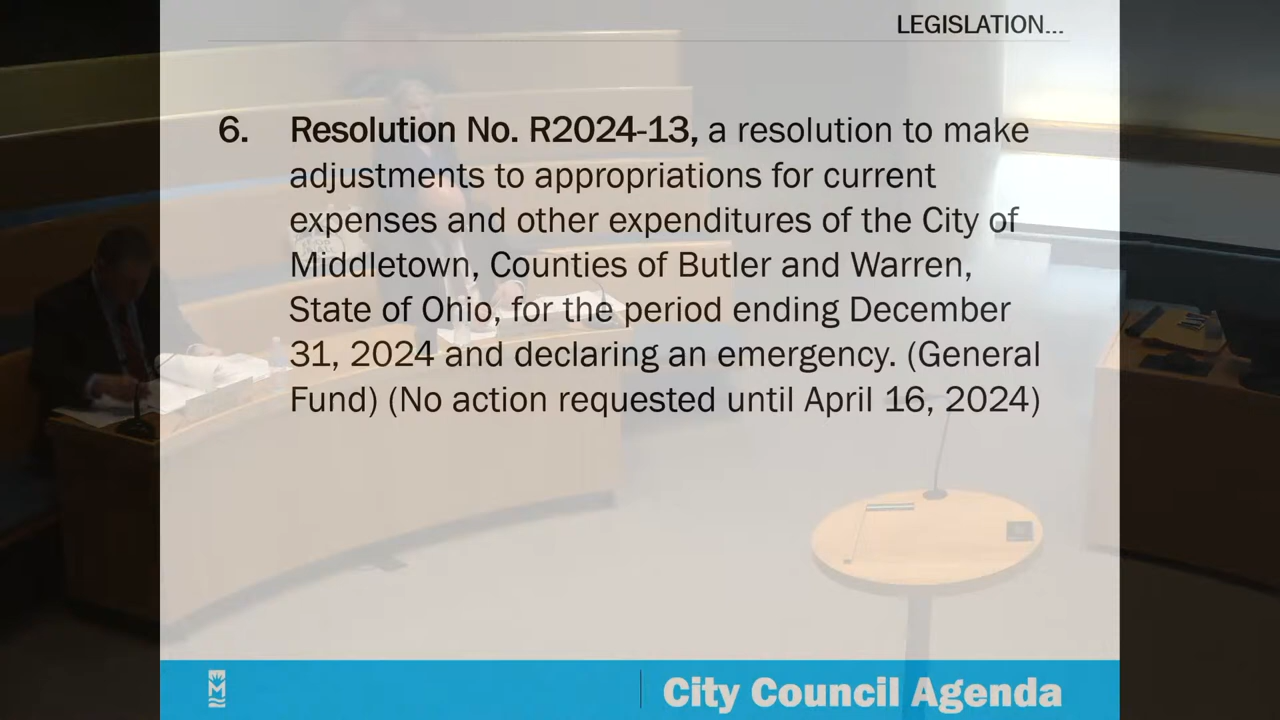 LEGISLATION...
6. Resolution No. R2024-13, a resolution to make
adjustments to appropriations for current
expenses and other expenditures of the City of
Middletown, Counties of Butler and Warren,
State of Ohio, for the period ending December
31, 2024 and declaring an emergency. (General
Fund) (No action requested until April 16, 2024)
M
City Council Agenda